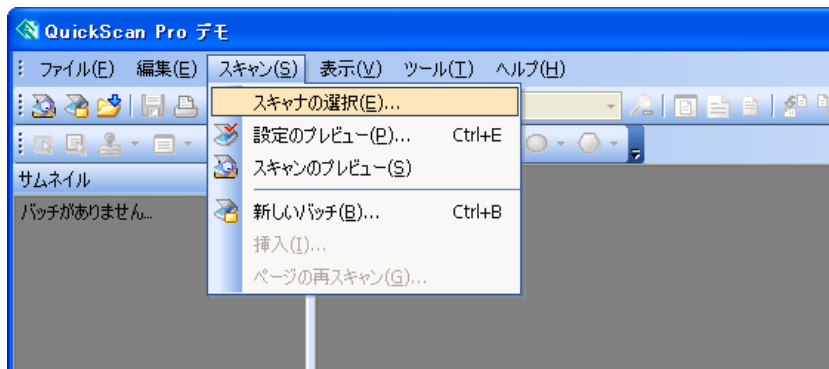 QuickScan Pro デモ
ファイル(F) 編集(E) スキャン(S) 表示(V) ツール(T) ヘルプ(H)
スキャナの選択(E)...
設定のプレビュー(P)... Ctrl+E
スキャンのプレビュー(S)
サムネイル
バッチがありません...
新しいバッチ(B)... Ctrl+B
挿入(I)...
ページの再スキャン(G)...